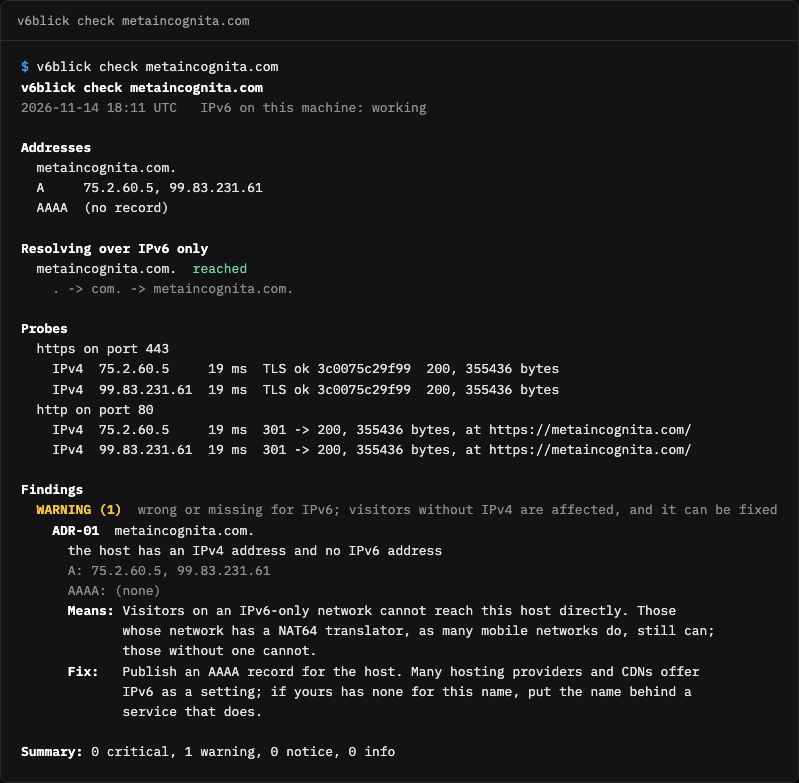 v6blick check metaincognita.com
$ v6blick check metaincognita.com
v6blick check metaincognita.com
2026-11-14 18:11 UTC   IPv6 on this machine: working
Addresses
metaincognita.com.
A     75.2.60.5, 99.83.231.61
AAAA  (no record)
Resolving over IPv6 only
metaincognita.com.  reached
. -> com. -> metaincognita.com.
Probes
https on port 443
IPv4  75.2.60.5     19 ms  TLS ok 3c0075c29f99  200, 355436 bytes
IPv4  99.83.231.61  19 ms  TLS ok 3c0075c29f99  200, 355436 bytes
http on port 80
IPv4  75.2.60.5     19 ms  301 -> 200, 355436 bytes, at https://metaincognita.com/
IPv4  99.83.231.61  19 ms  301 -> 200, 355436 bytes, at https://metaincognita.com/
Findings
WARNING (1)  wrong or missing for IPv6; visitors without IPv4 are affected, and it can be fixed
ADR-01  metaincognita.com.
the host has an IPv4 address and no IPv6 address
A: 75.2.60.5, 99.83.231.61
AAAA: (none)
Means: Visitors on an IPv6-only network cannot reach this host directly. Those
whose network has a NAT64 translator, as many mobile networks do, still can;
those without one cannot.
Fix:   Publish an AAAA record for the host. Many hosting providers and CDNs offer
IPv6 as a setting; if yours has none for this name, put the name behind a
service that does.
Summary: 0 critical, 1 warning, 0 notice, 0 info